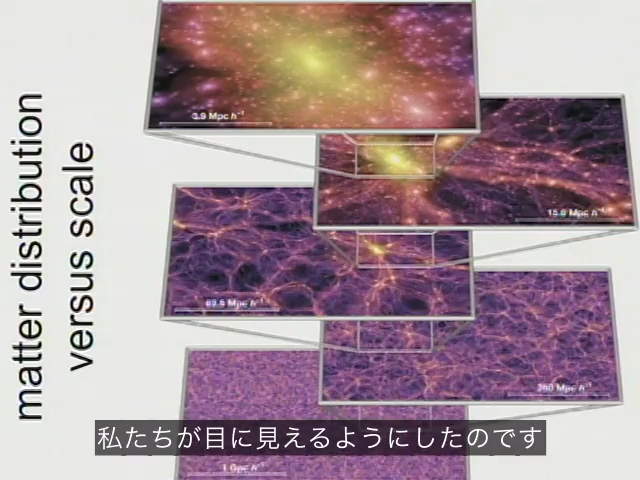 matter distribution
versus scale
3.9 Mpc h⁻¹
15.6 Mpc h⁻¹
62.5 Mpc h⁻¹
250 Mpc h⁻¹
1 Gpc h⁻¹
私たちが目に見えるようにしたのです